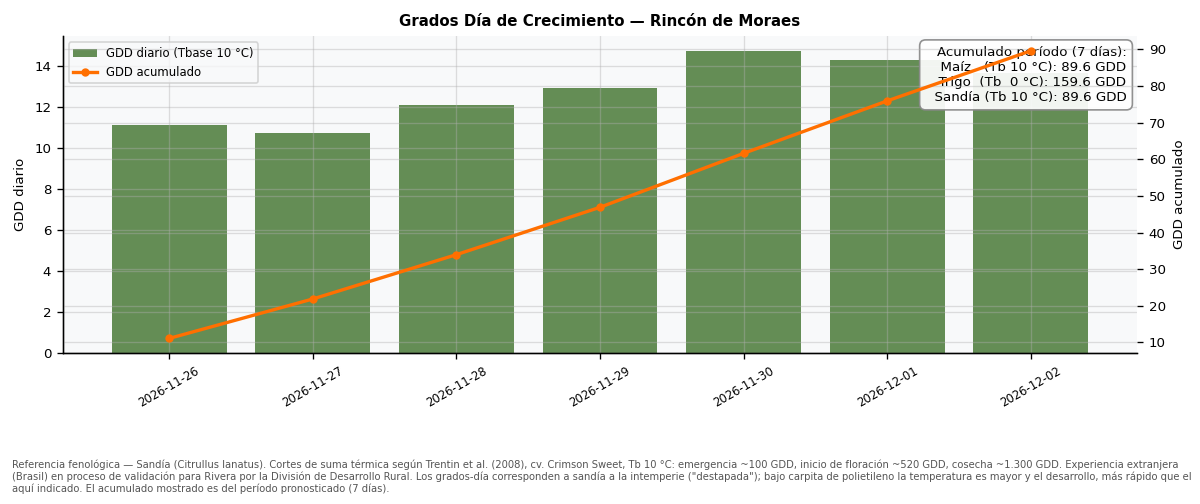 Grados Día de Crecimiento — Rincón de Moraes
GDD diario (Tbase 10 °C)
GDD acumulado
Acumulado período (7 días):
Maíz (Tb 10 °C): 89.6 GDD
Trigo (Tb 0 °C): 159.6 GDD
Sandía (Tb 10 °C): 89.6 GDD
GDD diario
14
12
10
8
6
4
2
0
90
80
70
60
50
40
30
20
10
GDD acumulado
2026-11-26
2026-11-27
2026-11-28
2026-11-29
2026-11-30
2026-12-01
2026-12-02
Referencia fenológica — Sandía (Citrullus lanatus). Cortes de suma térmica según Trentin et al. (2008), cv. Crimson Sweet, Tb 10 °C: emergencia ~100 GDD, inicio de floración ~520 GDD, cosecha ~1.300 GDD. Experiencia extranjera
(Brasil) en proceso de validación para Rivera por la División de Desarrollo Rural. Los grados-día corresponden a sandía a la intemperie ("destapada"); bajo carpita de polietileno la temperatura es mayor y el desarrollo, más rápido que el
aquí indicado. El acumulado mostrado es del período pronosticado (7 días).